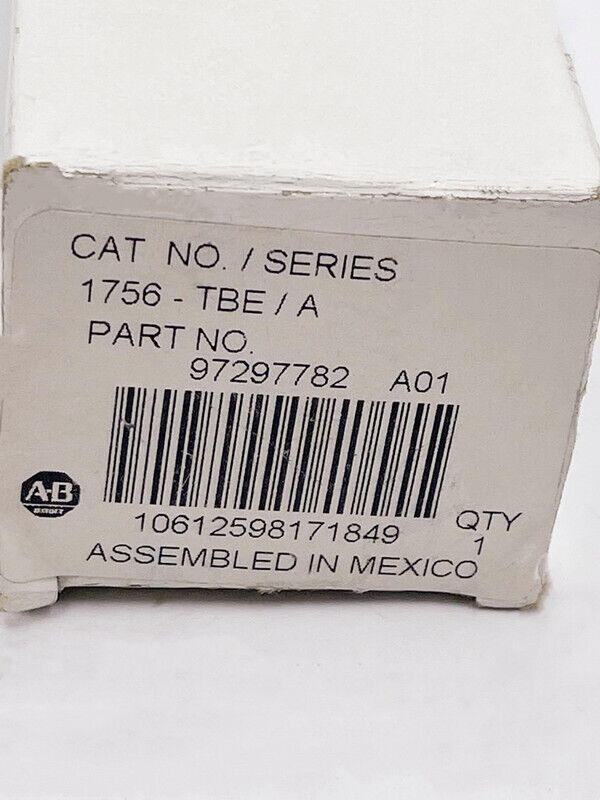 CAT NO. / SERIES
1756 - TBE / A
PART NO.
97297782 A01
A-B
10612598171849
QTY
1
ASSEMBLED IN MEXICO